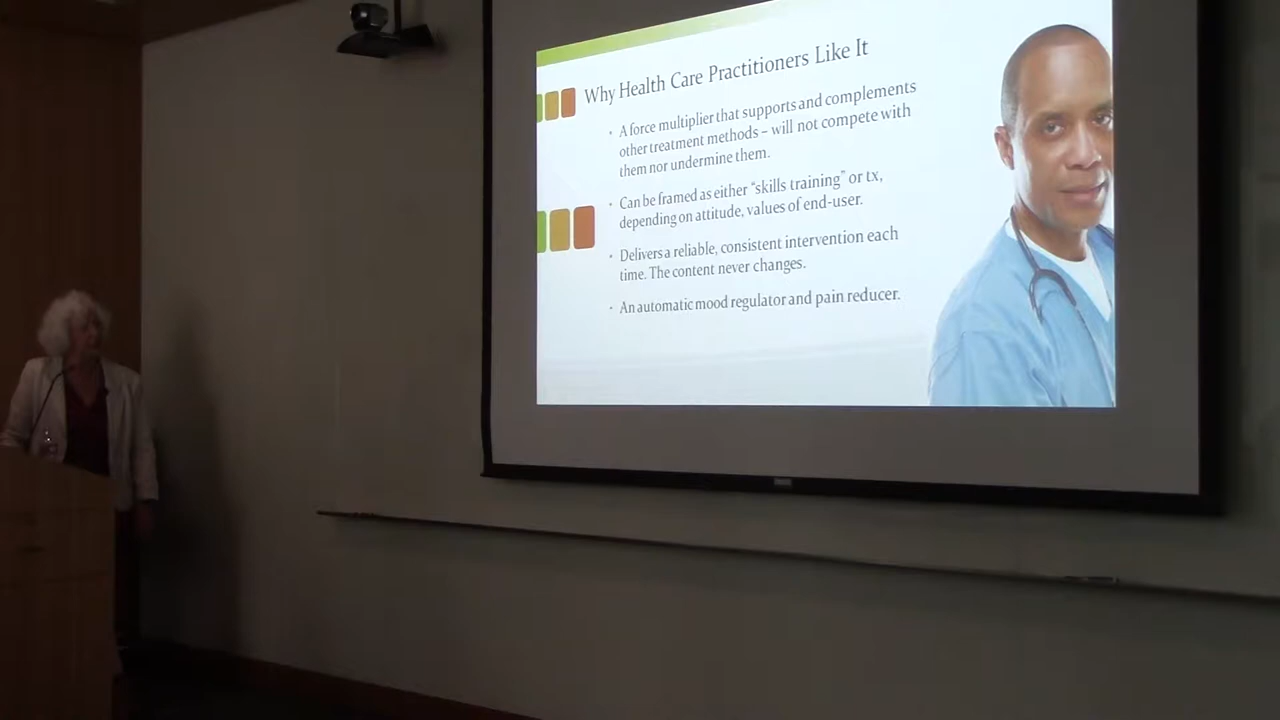 Why Health Care Practitioners Like It
• A force multiplier that supports and complements
other treatment methods – will not compete with
them nor undermine them.
• Can be framed as either “skills training” or tx,
depending on attitude, values of end-user.
• Delivers a reliable, consistent intervention each
time. The content never changes.
• An automatic mood regulator and pain reducer.